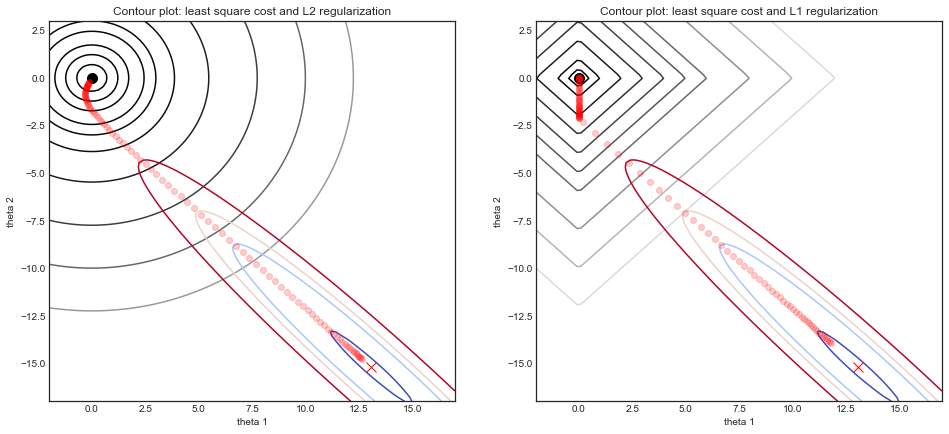 Contour plot: least square cost and L2 regularization
2.5
0.0
−2.5
−5.0
−7.5
−10.0
−12.5
−15.0
theta 2
0.0 2.5 5.0 7.5 10.0 12.5 15.0
theta 1
Contour plot: least square cost and L1 regularization
2.5
0.0
−2.5
−5.0
−7.5
−10.0
−12.5
−15.0
theta 2
0.0 2.5 5.0 7.5 10.0 12.5 15.0
theta 1